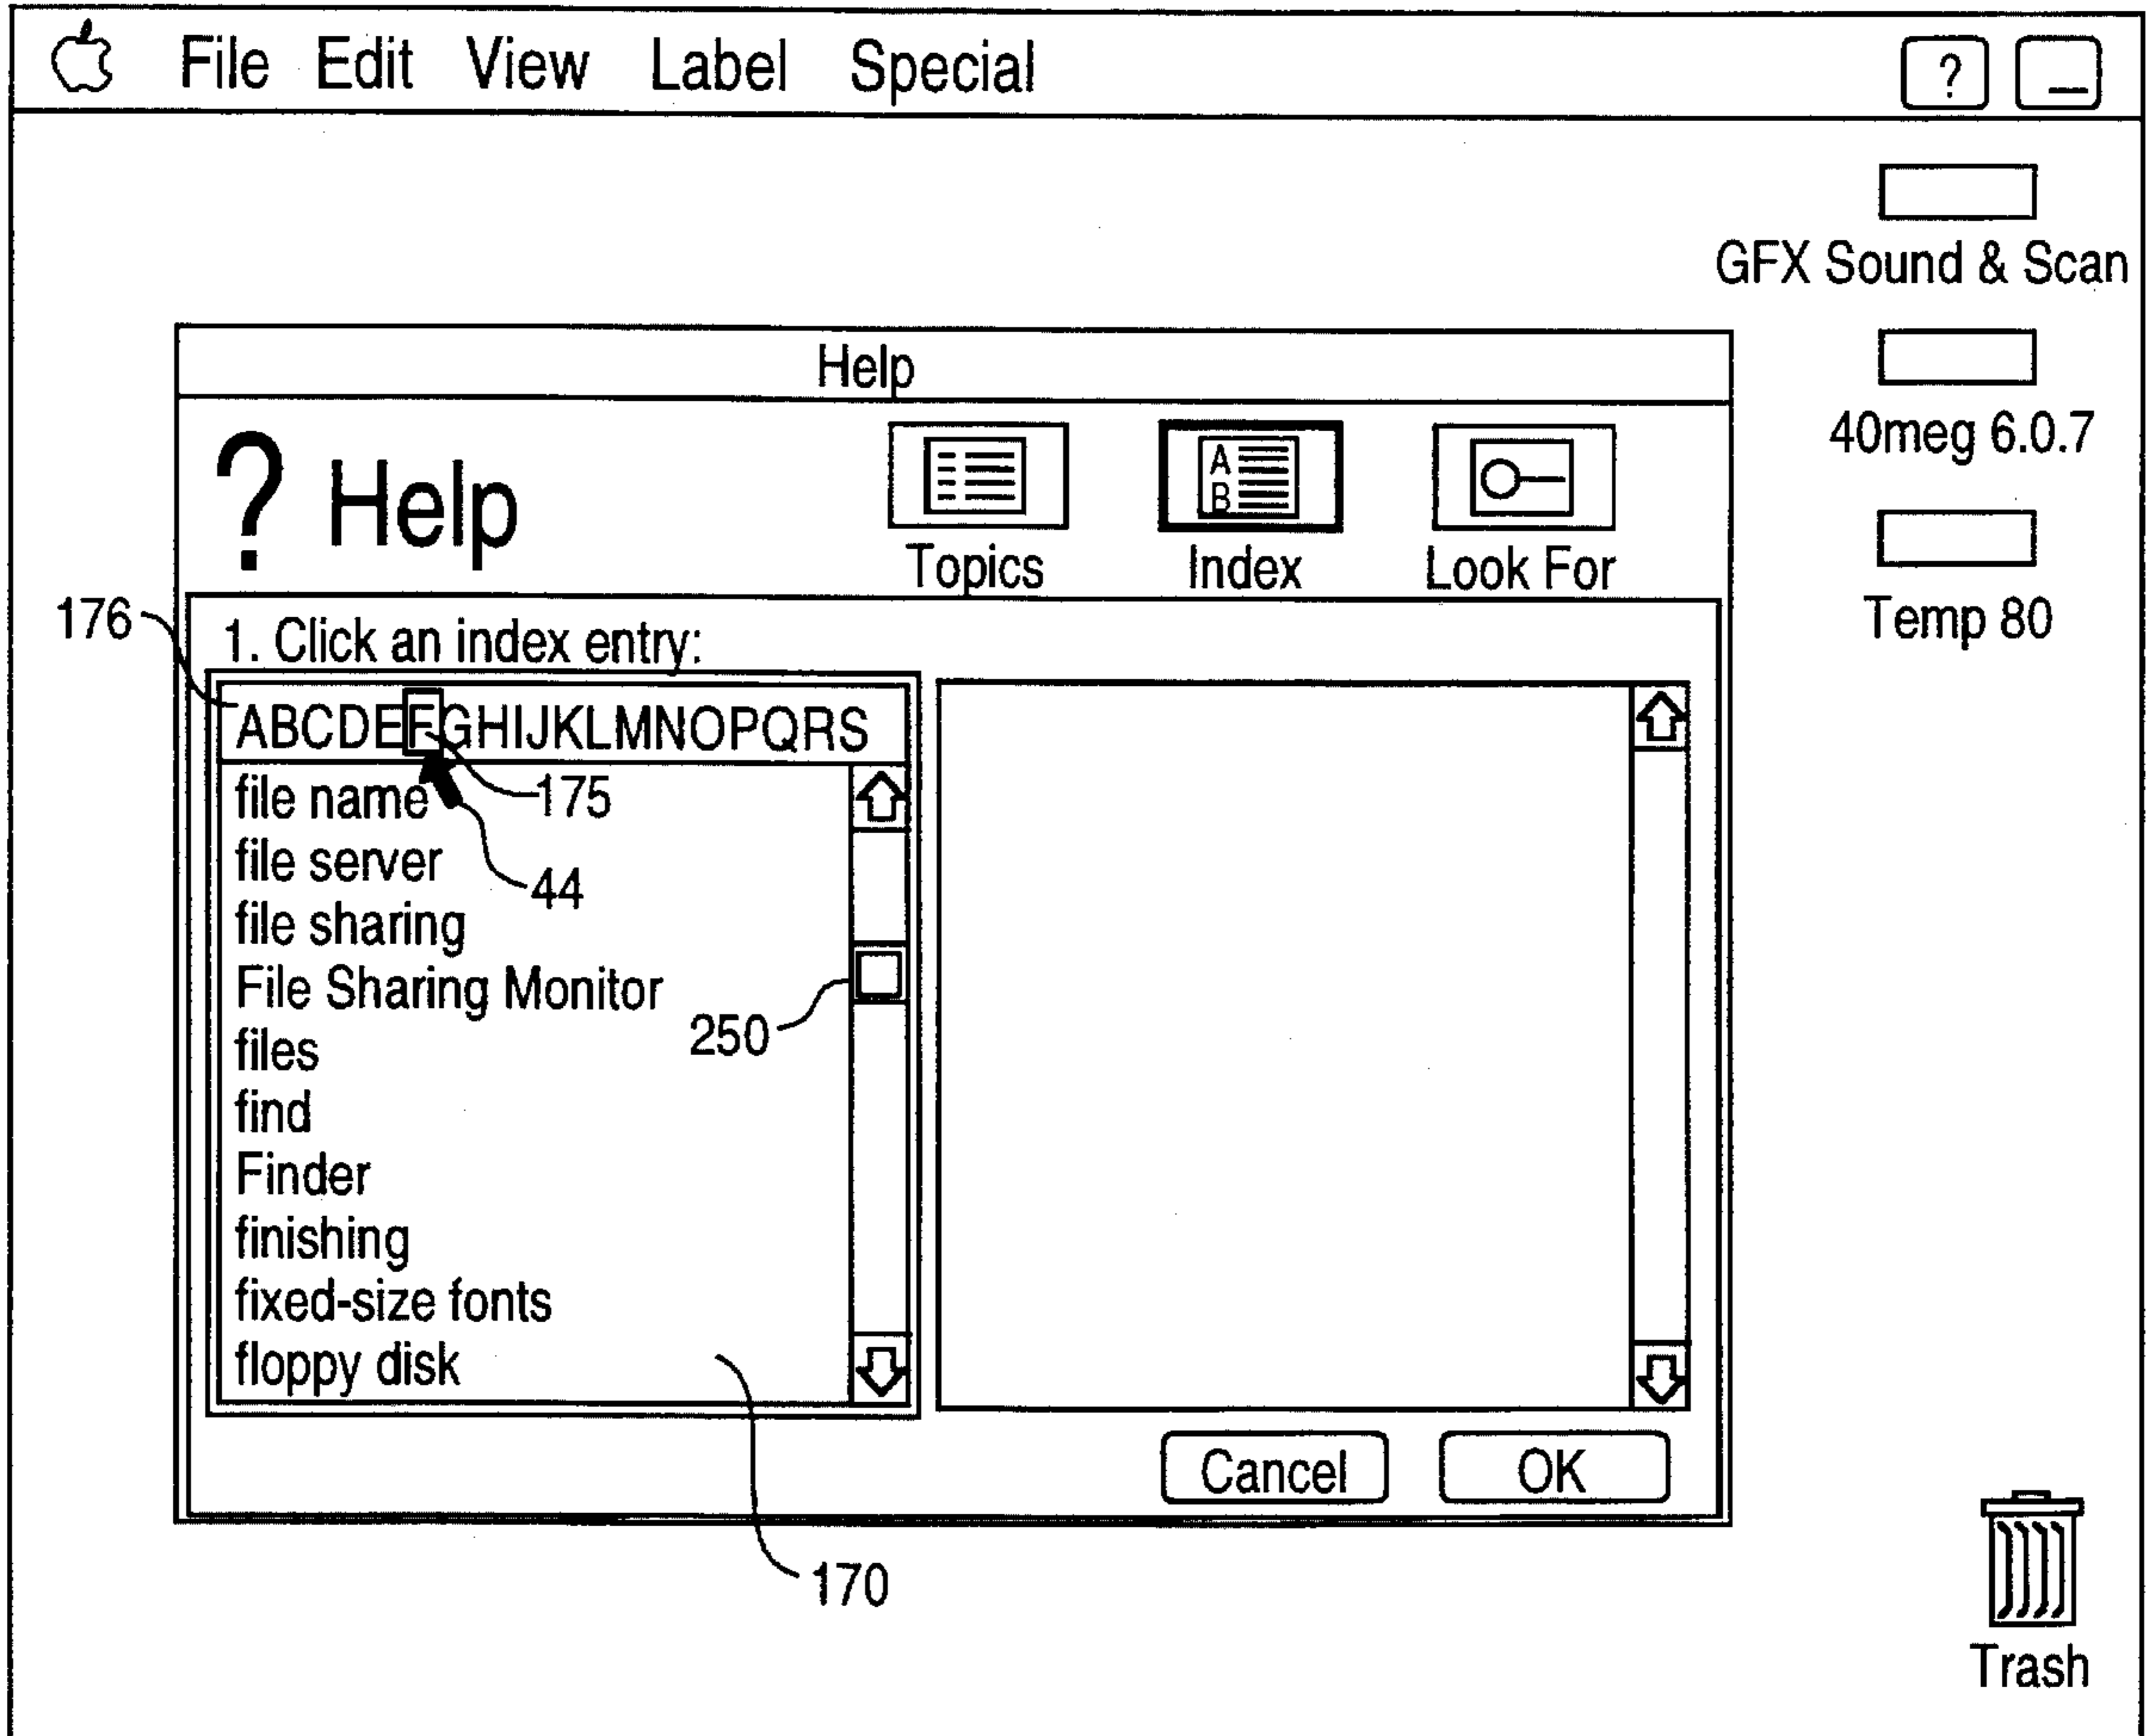 File Edit View Label Special ?
GFX Sound & Scan
Help
40meg 6.0.7
? Help
A
B
Topics Index Look For
Temp 80
176
1. Click an index entry:
ABCDEFGHIJKLMNOPQRS
file name
175
file server
44
file sharing
File Sharing Monitor
250
files
find
Finder
finishing
fixed-size fonts
floppy disk
Cancel OK
170
Trash